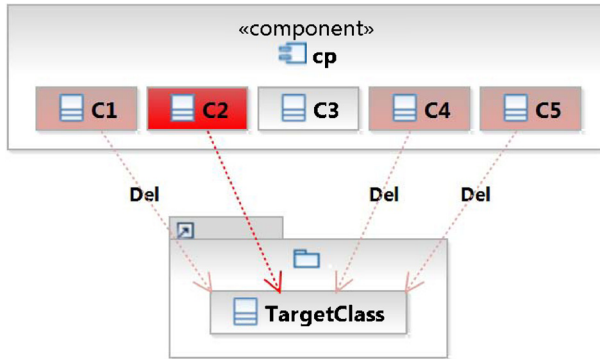 «component»
cp
C1 C2 C3 C4 C5
Del Del Del
TargetClass